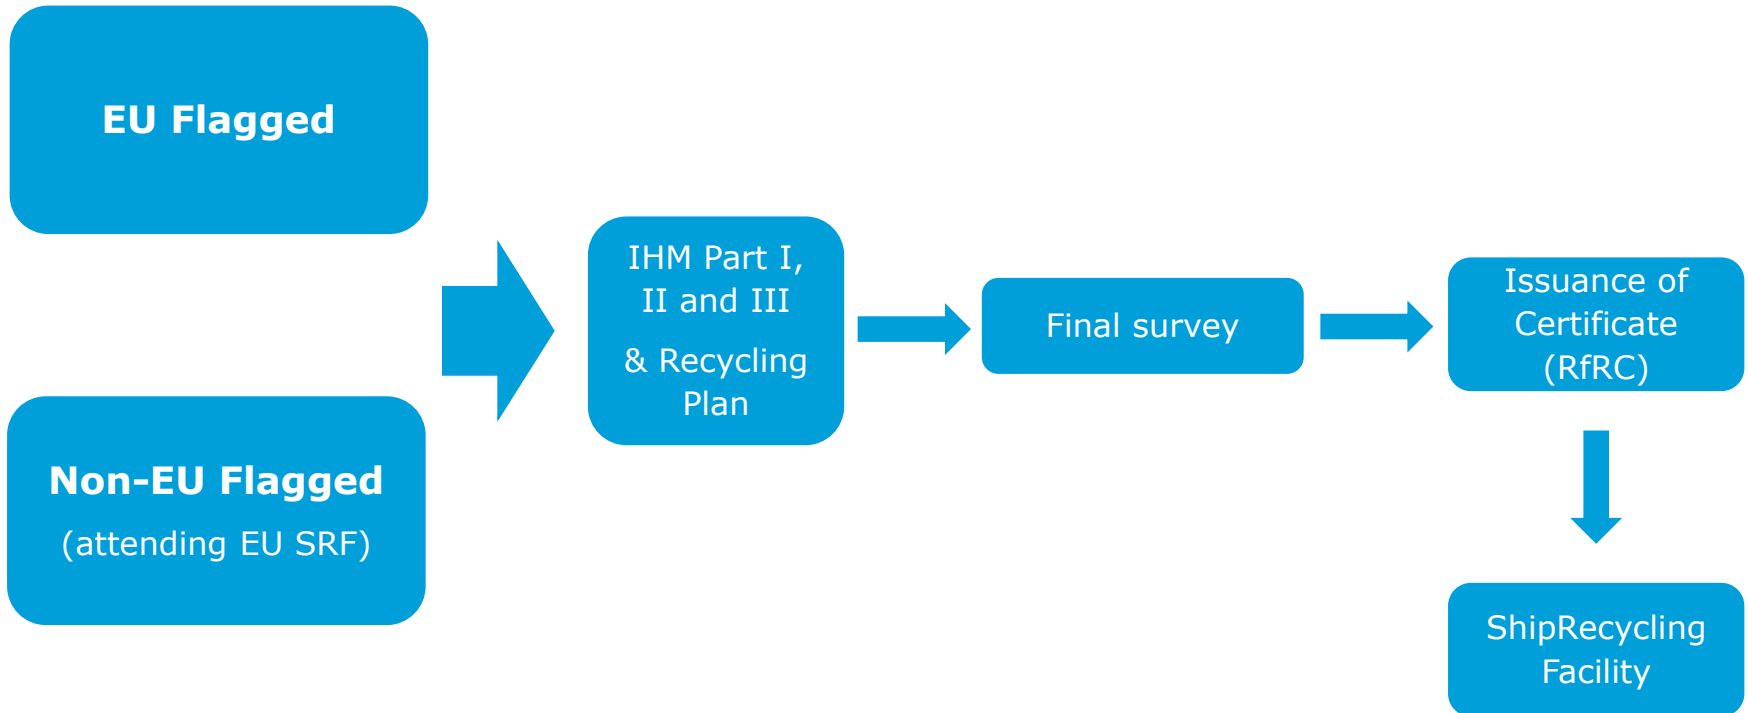 EU Flagged
Non-EU Flagged
(attending EU SRF)
IHM Part I,
II and III
& Recycling
Plan
Final survey
Issuance of
Certificate
(RfRC)
ShipRecycling
Facility